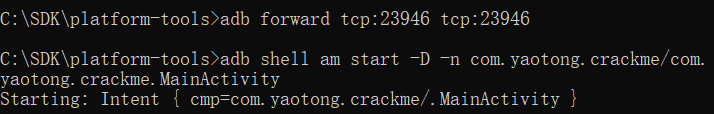 C:\SDK\platform-tools>adb forward tcp:23946 tcp:23946
C:\SDK\platform-tools>adb shell am start -D -n com.yaotong.crackme/com.
yaotong.crackme.MainActivity
Starting: Intent { cmp=com.yaotong.crackme/.MainActivity }